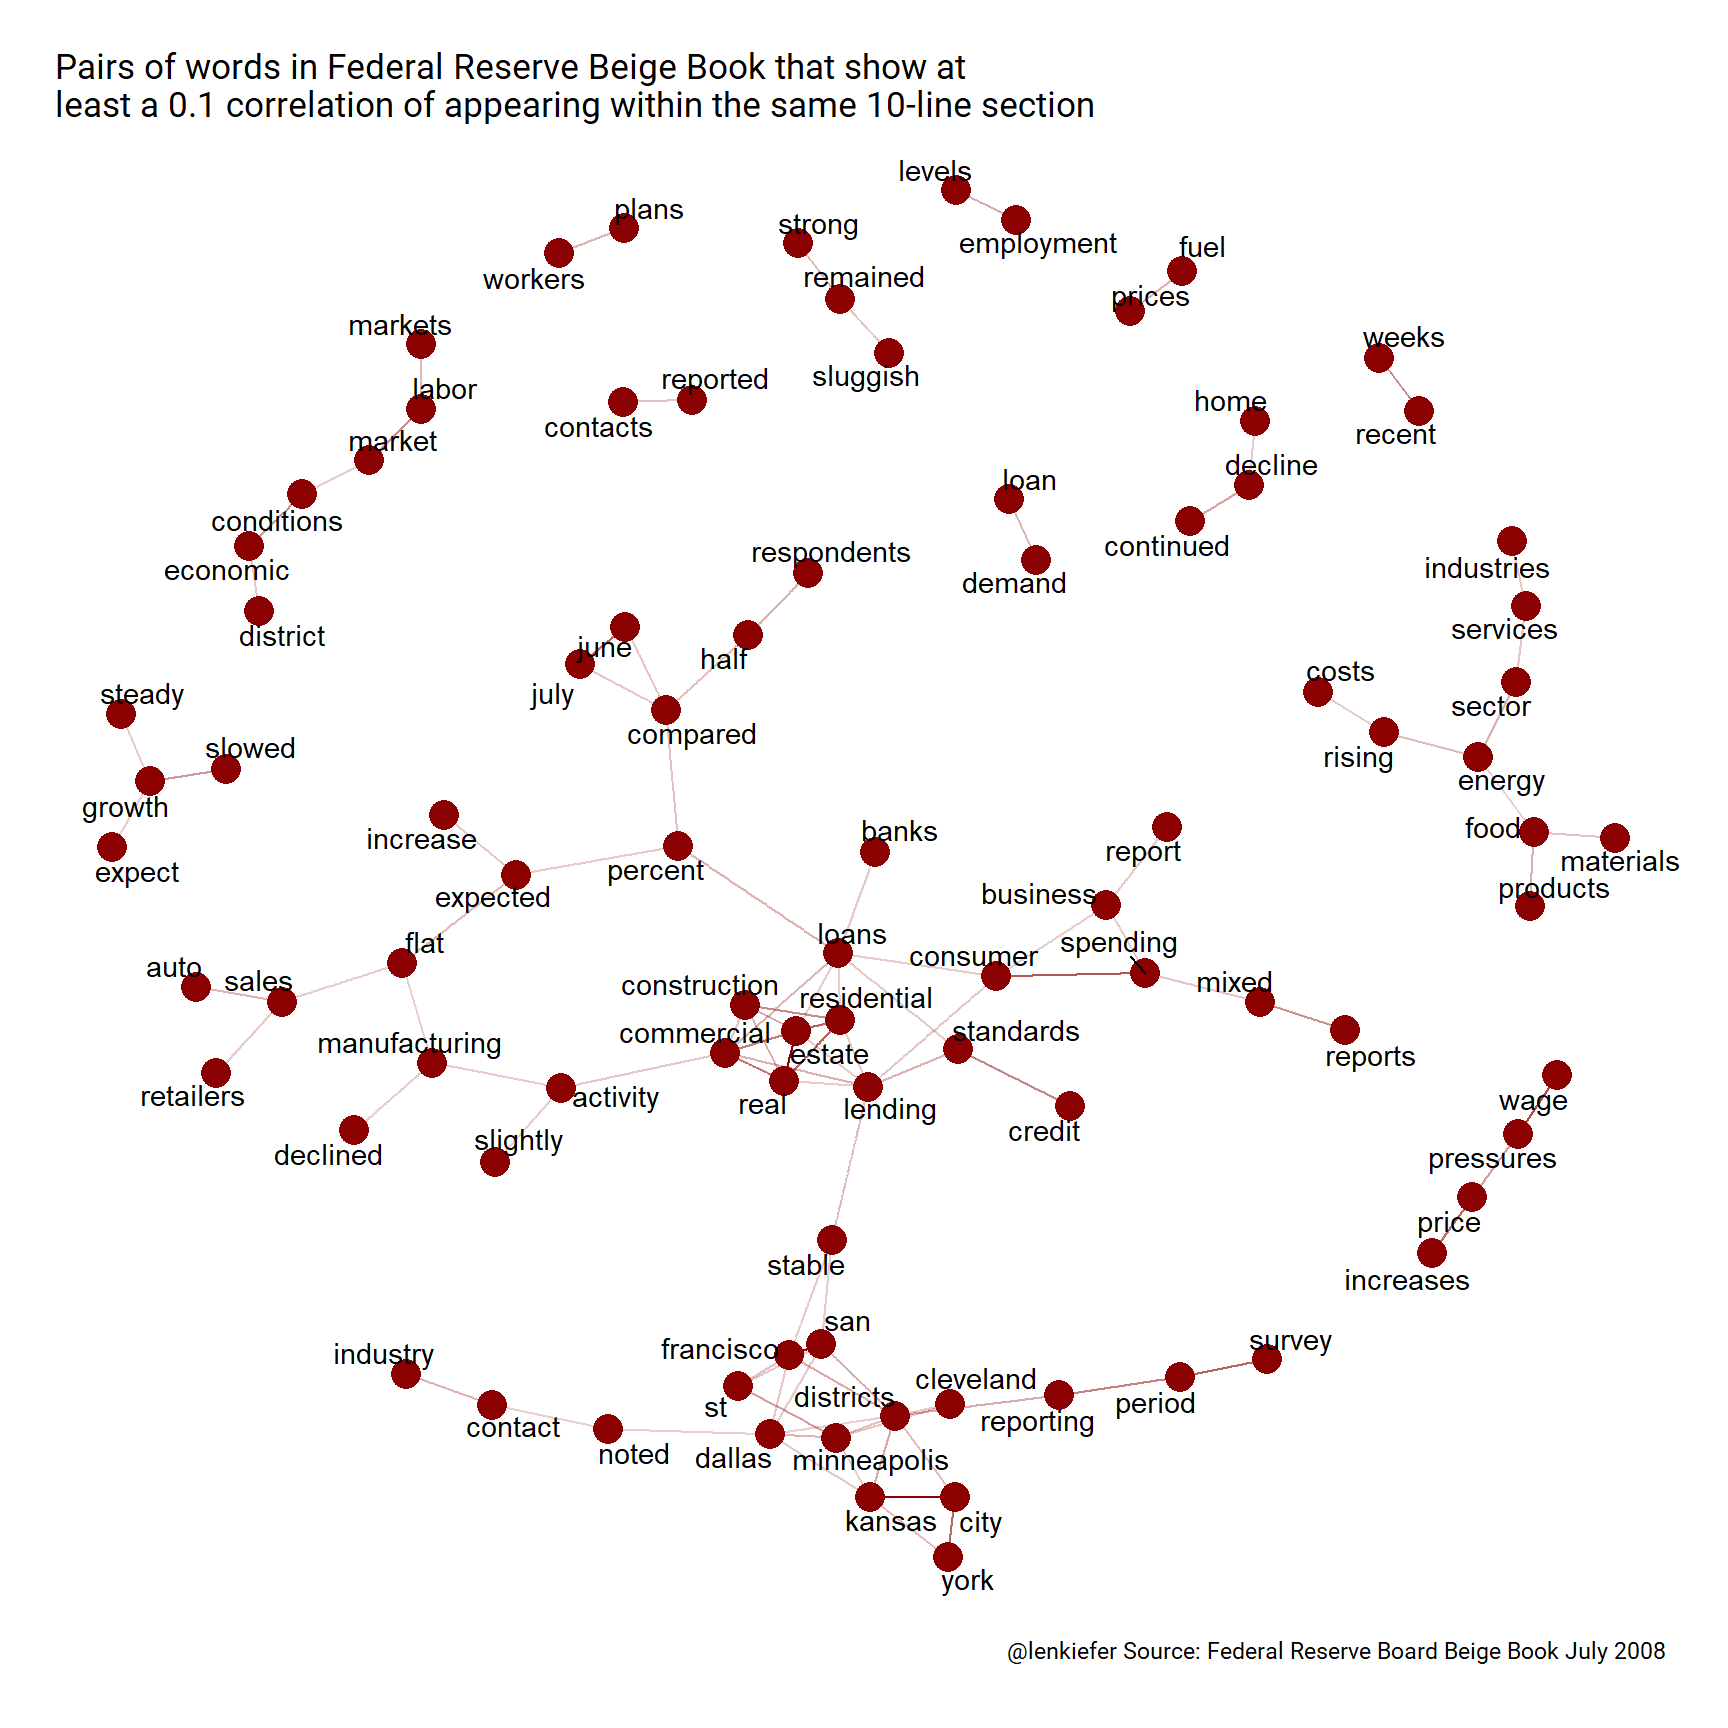 Pairs of words in Federal Reserve Beige Book that show at
least a 0.1 correlation of appearing within the same 10-line section
levels
plans
strong
employment
fuel
workers
remained
prices
markets
weeks
sluggish
reported
labor
home
contacts
recent
market
decline
loan
conditions
continued
respondents
economic
demand
industries
district
services
june
half
costs
july
steady
sector
compared
slowed
rising
energy
growth
food
banks
increase
report
materials
expect
percent
products
expected
business
loans
flat
spending
consumer
auto
sales
construction
mixed
residential
commercial
standards
manufacturing
estate
reports
retailers
activity
wage
real
lending
credit
slightly
declined
pressures
price
stable
increases
san
survey
francisco
industry
cleveland
districts
period
st
reporting
contact
noted
dallas
minneapolis
kansas
city
york
@lenkiefer Source: Federal Reserve Board Beige Book July 2008